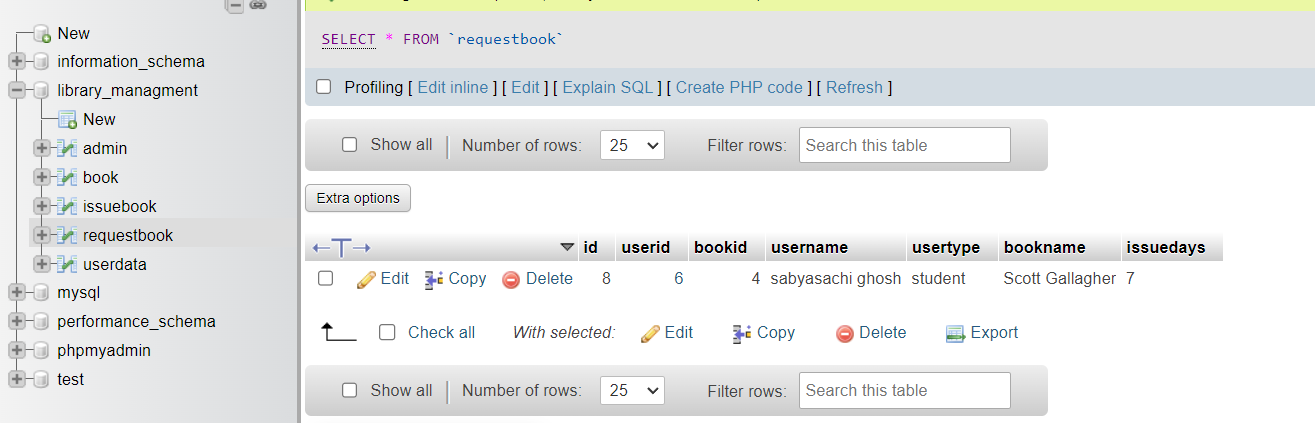 New
information_schema
library_managment
New
admin
book
issuebook
requestbook
userdata
mysql
performance_schema
phpmyadmin
test
SELECT * FROM `requestbook`
Profiling [ Edit inline ] [ Edit ] [ Explain SQL ] [ Create PHP code ] [ Refresh ]
Show all | Number of rows: 25 Filter rows: Search this table
Extra options
id userid bookid username usertype bookname issuedays
Edit Copy Delete 8 6 4 sabyasachi ghosh student Scott Gallagher 7
Check all With selected: Edit Copy Delete Export
Show all | Number of rows: 25 Filter rows: Search this table